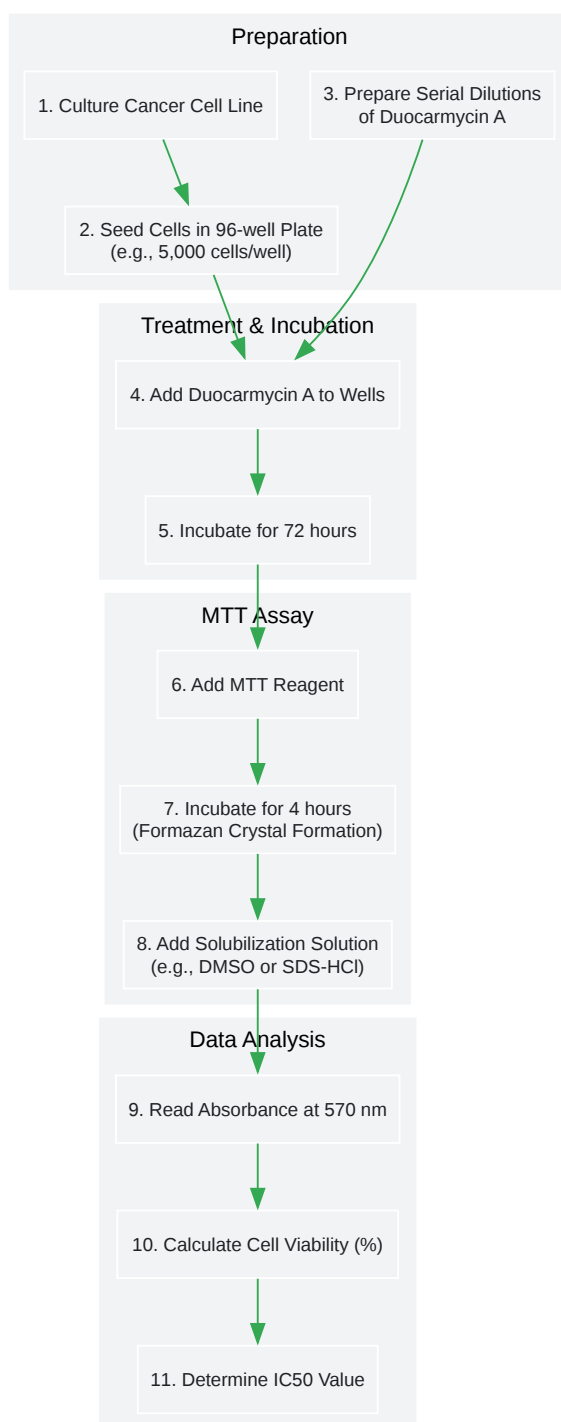 Preparation
1. Culture Cancer Cell Line
3. Prepare Serial Dilutions
of Duocarmycin A
2. Seed Cells in 96-well Plate
(e.g., 5,000 cells/well)
Treatment & Incubation
4. Add Duocarmycin A to Wells
5. Incubate for 72 hours
MTT Assay
6. Add MTT Reagent
7. Incubate for 4 hours
(Formazan Crystal Formation)
8. Add Solubilization Solution
(e.g., DMSO or SDS-HCl)
Data Analysis
9. Read Absorbance at 570 nm
10. Calculate Cell Viability (%)
11. Determine IC50 Value